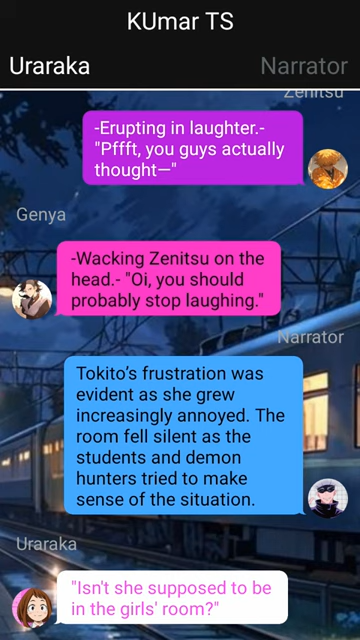 KUmar TS
Uraraka
Narrator
Zenitsu
-Erupting in laughter.-
"Pffft, you guys actually
thought—"
Genya
-Wacking Zenitsu on the
head.- "Oi, you should
probably stop laughing."
Narrator
Tokito's frustration was
evident as she grew
increasingly annoyed. The
room fell silent as the
students and demon
hunters tried to make
sense of the situation.
Uraraka
"Isn't she supposed to be
in the girls' room?"